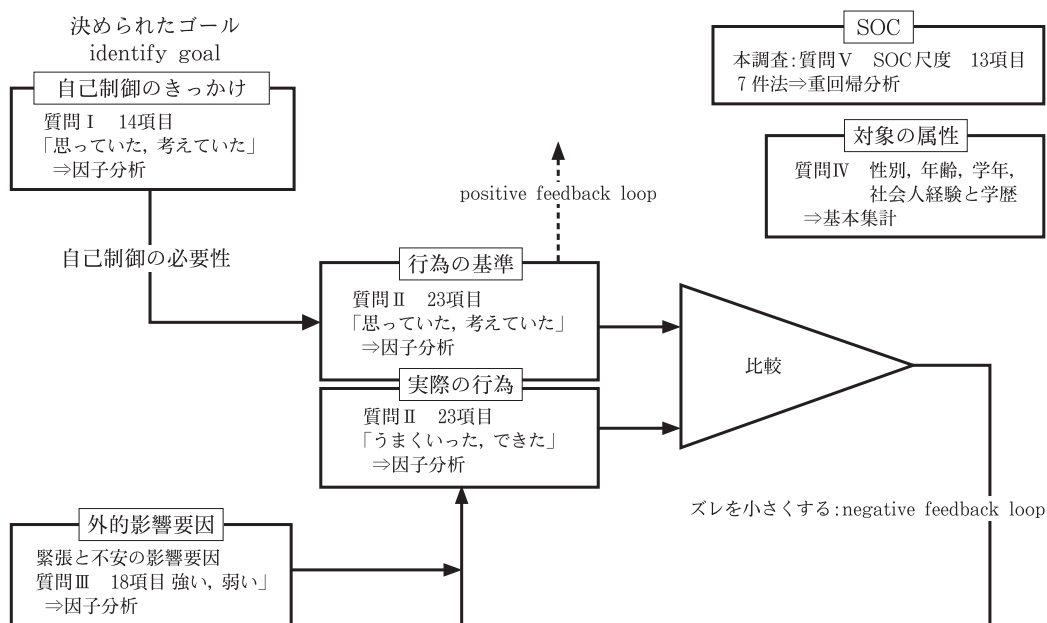 決められたゴール
identify goal
自己制御のきっかけ
質問Ⅰ 14項目
「思っていた, 考えていた」
⇒因子分析
自己制御の必要性
SOC
本調査:質問Ⅴ SOC尺度 13項目
7件法⇒重回帰分析
対象の属性
質問Ⅳ 性別, 年齢, 学年,
社会人経験と学歴
⇒基本集計
positive feedback loop
行為の基準
質問Ⅱ 23項目
「思っていた, 考えていた」
⇒因子分析
実際の行為
質問Ⅱ 23項目
「うまくいった, できた」
⇒因子分析
比較
ズレを小さくする:negative feedback loop
外的影響要因
緊張と不安の影響要因
質問Ⅲ 18項目 強い, 弱い」
⇒因子分析